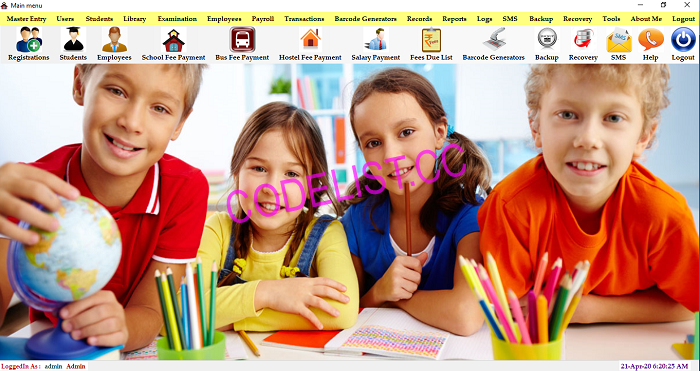 Main menu
Master Entry Users Students Library Examination Employees Payroll Transactions Barcode Generators Records Reports Logs SMS Backup Recovery Tools About Me Logout
SMS
Registrations Students Employees School Fee Payment Bus Fee Payment Hostel Fee Payment Salary Payment Fees Due List Barcode Generators Backup Recovery SMS Help Logout
CODELIST.CC
LoggedIn As : admin Admin 21-Apr-20 6:20:25 AM